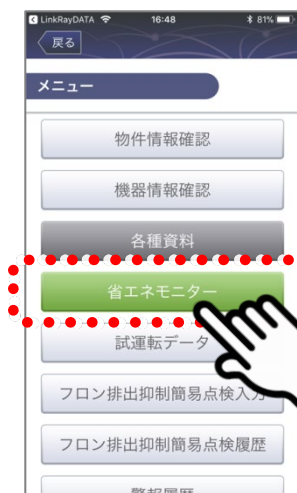 LinkRayDATA 16:48 81%
戻る
メニュー
物件情報確認
機器情報確認
各種資料
省エネモニター
試運転データ
フロン排出抑制簡易点検入力
フロン排出抑制簡易点検履歴
警報履歴